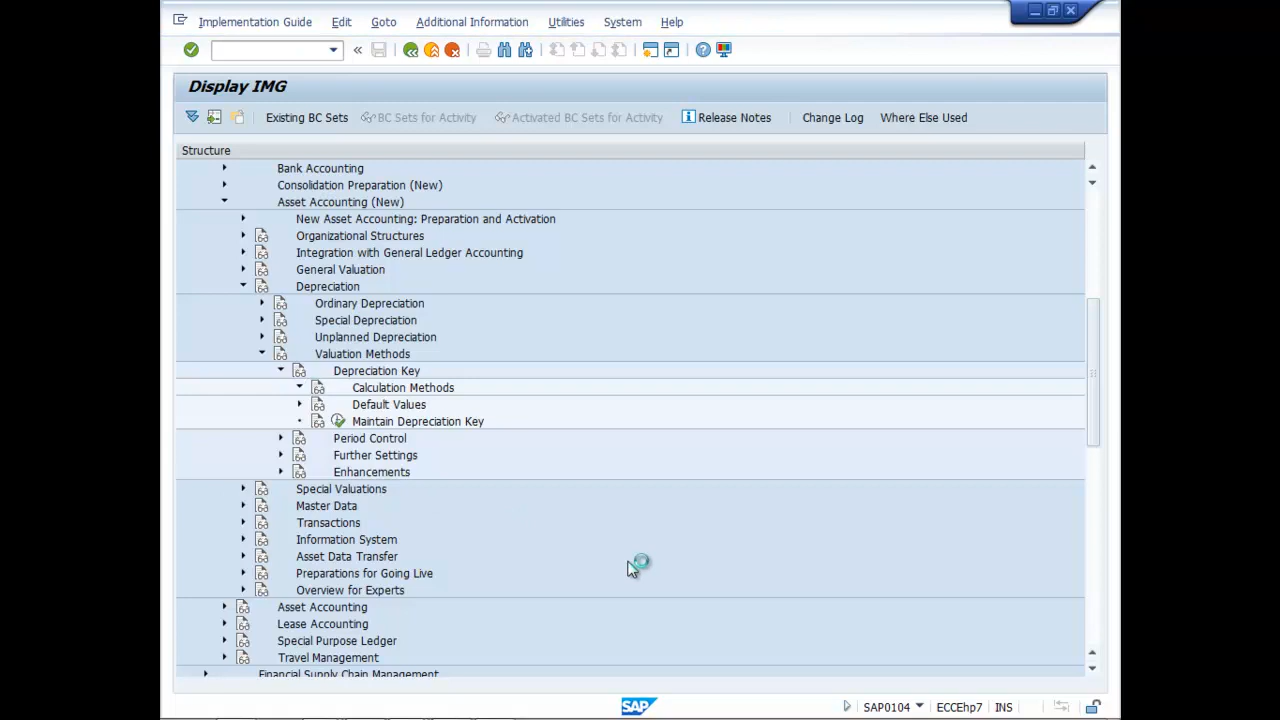 Implementation Guide Edit Goto Additional Information Utilities System Help
Display IMG
Existing BC Sets BC Sets for Activity Activated BC Sets for Activity Release Notes Change Log Where Else Used
Structure
Bank Accounting
Consolidation Preparation (New)
Asset Accounting (New)
New Asset Accounting: Preparation and Activation
Organizational Structures
Integration with General Ledger Accounting
General Valuation
Depreciation
Ordinary Depreciation
Special Depreciation
Unplanned Depreciation
Valuation Methods
Depreciation Key
Calculation Methods
Default Values
Maintain Depreciation Key
Period Control
Further Settings
Enhancements
Special Valuations
Master Data
Transactions
Information System
Asset Data Transfer
Preparations for Going Live
Overview for Experts
Asset Accounting
Lease Accounting
Special Purpose Ledger
Travel Management
Financial Supply Chain Management
SAP SAP0104 ECCEhp7 INS